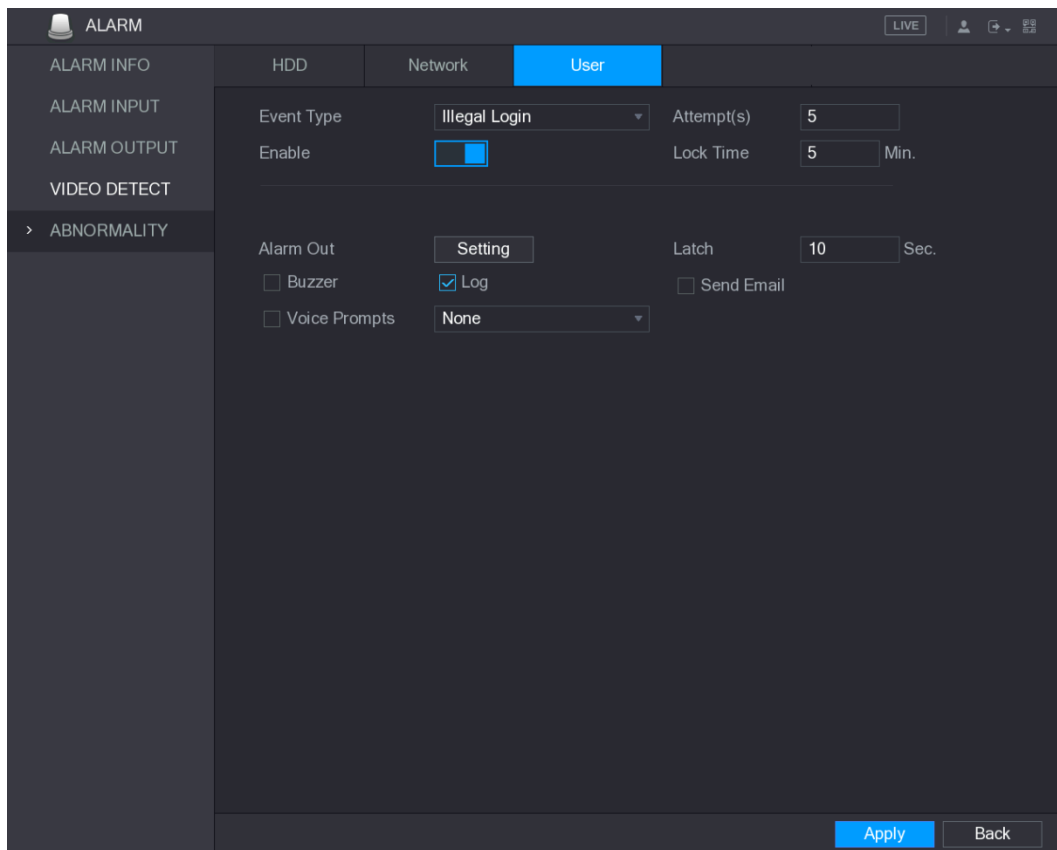 ALARM
LIVE
ALARM INFO
ALARM INPUT
ALARM OUTPUT
VIDEO DETECT
> ABNORMALITY
HDD Network User
Event Type Illegal Login Attempt(s) 5
Enable Lock Time 5 Min.
Alarm Out Setting Latch 10 Sec.
Buzzer Log Send Email
Voice Prompts None
Apply Back